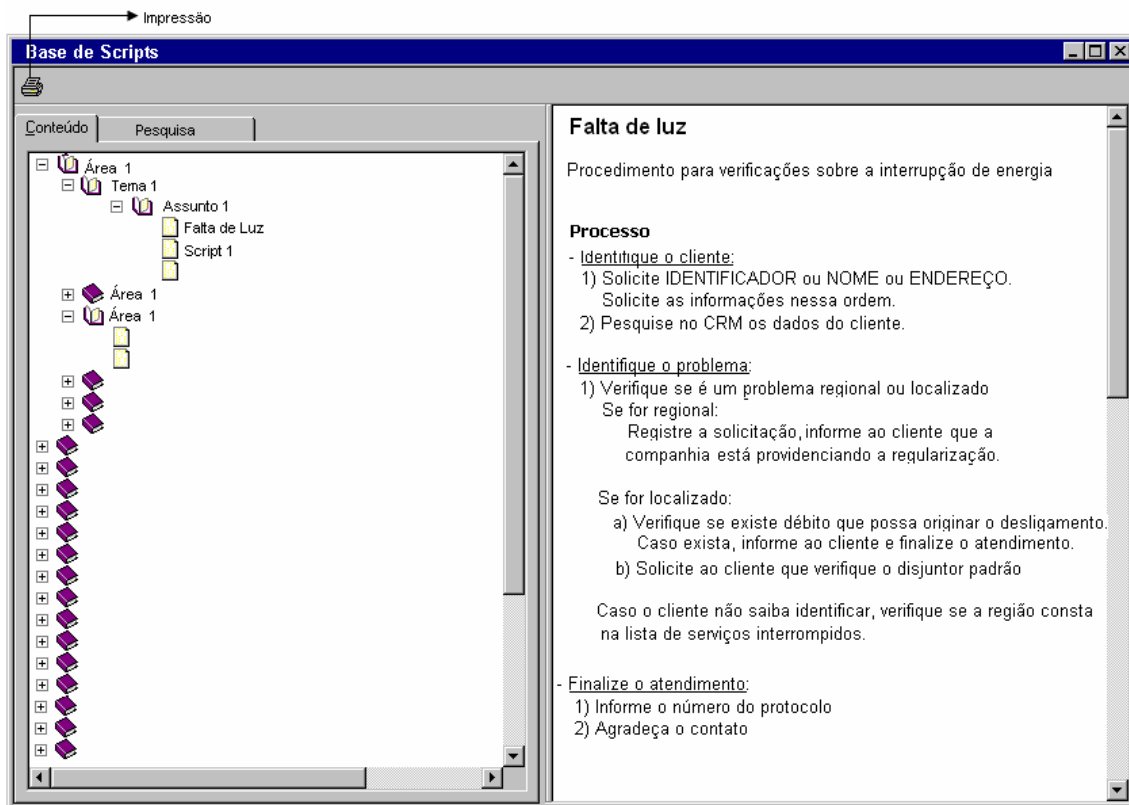 Impressão
Base de Scripts
Conteúdo
Pesquisa
Área 1
Tema 1
Assunto 1
Falta de Luz
Script 1
Área 1
Área 1
Falta de luz
Procedimento para verificações sobre a interrupção de energia
Processo
- Identifique o cliente:
1) Solicite IDENTIFICADOR ou NOME ou ENDEREÇO.
Solicite as informações nessa ordem.
2) Pesquise no CRM os dados do cliente.
- Identifique o problema:
1) Verifique se é um problema regional ou localizado
Se for regional:
Registre a solicitação, informe ao cliente que a
companhia está providenciando a regularização.
Se for localizado:
a) Verifique se existe débito que possa originar o desligamento.
Caso exista, informe ao cliente e finalize o atendimento.
b) Solicite ao cliente que verifique o disjuntor padrão
Caso o cliente não saiba identificar, verifique se a região consta
na lista de serviços interrompidos.
- Finalize o atendimento:
1) Informe o número do protocolo
2) Agradeça o contato